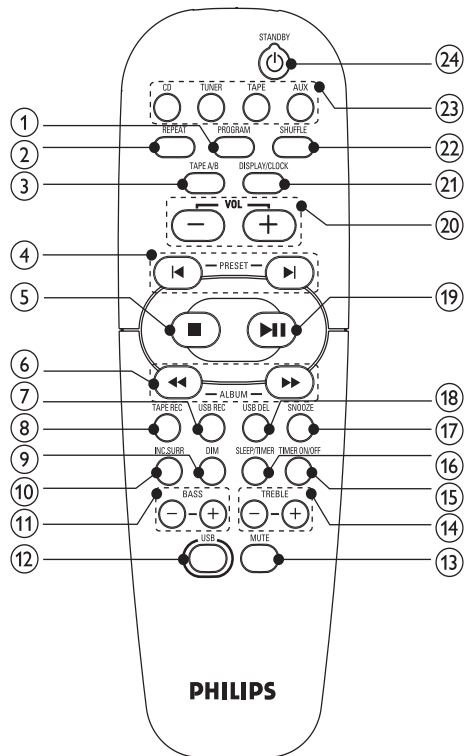 STANDBY
24
CD TUNER TAPE AUX
23
1
REPEAT PROGRAM SHUFFLE
2
22
TAPE A/B DISPLAY/CLOCK
3
21
VOL
20
4
PRESET
5
19
6
ALBUM
7
18
TAPE REC USB REC USB DEL SNOOZE
8
17
9
INC.SURR DIM SLEEP/TIMER TIMER ON/OFF
16
10
15
BASS TREBLE
11
14
USB MUTE
12
13
PHILIPS